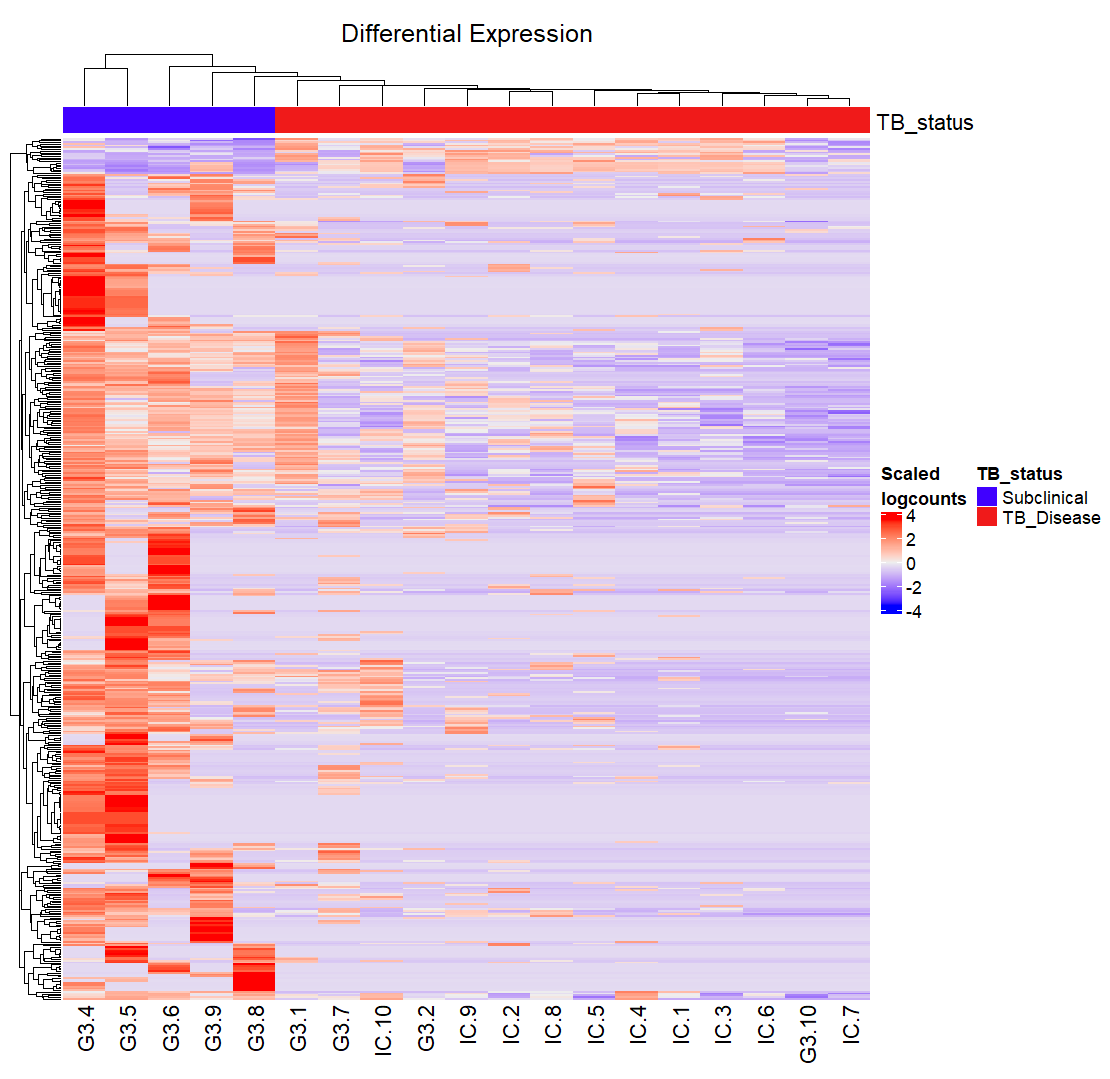 Differential Expression
TB_status
Scaled
logcounts
4
2
0
-2
-4
TB_status
Subclinical
TB_Disease
G3.4
G3.5
G3.6
G3.9
G3.8
G3.1
G3.7
IC.10
G3.2
IC.9
IC.2
IC.8
IC.5
IC.4
IC.1
IC.3
IC.6
G3.10
IC.7